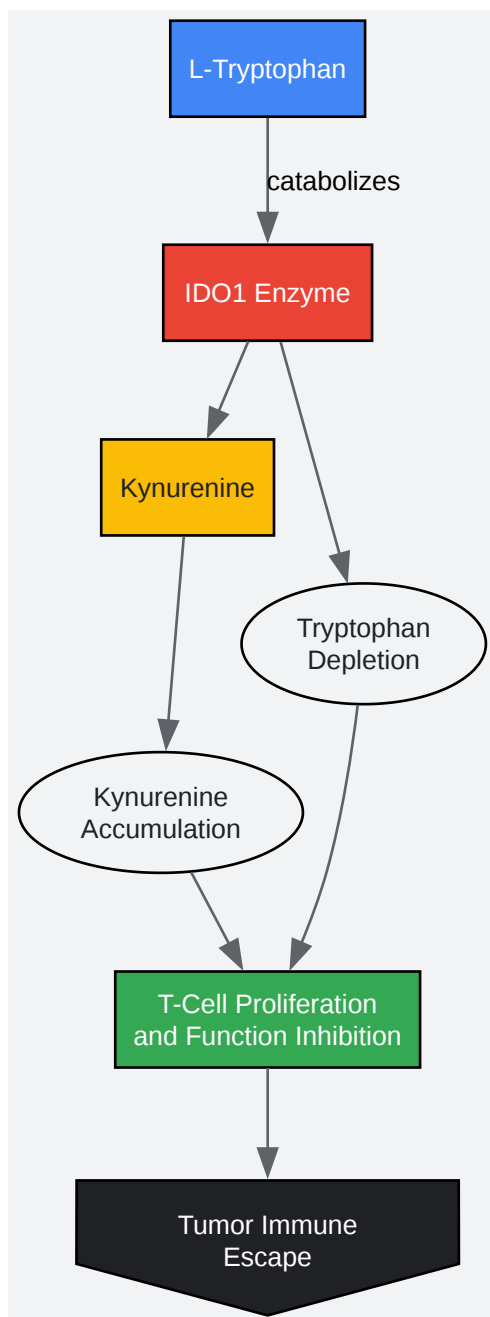 L-Tryptophan
catabolizes
IDO1 Enzyme
Kynurenine
Tryptophan
Depletion
Kynurenine
Accumulation
T-Cell Proliferation
and Function Inhibition
Tumor Immune
Escape